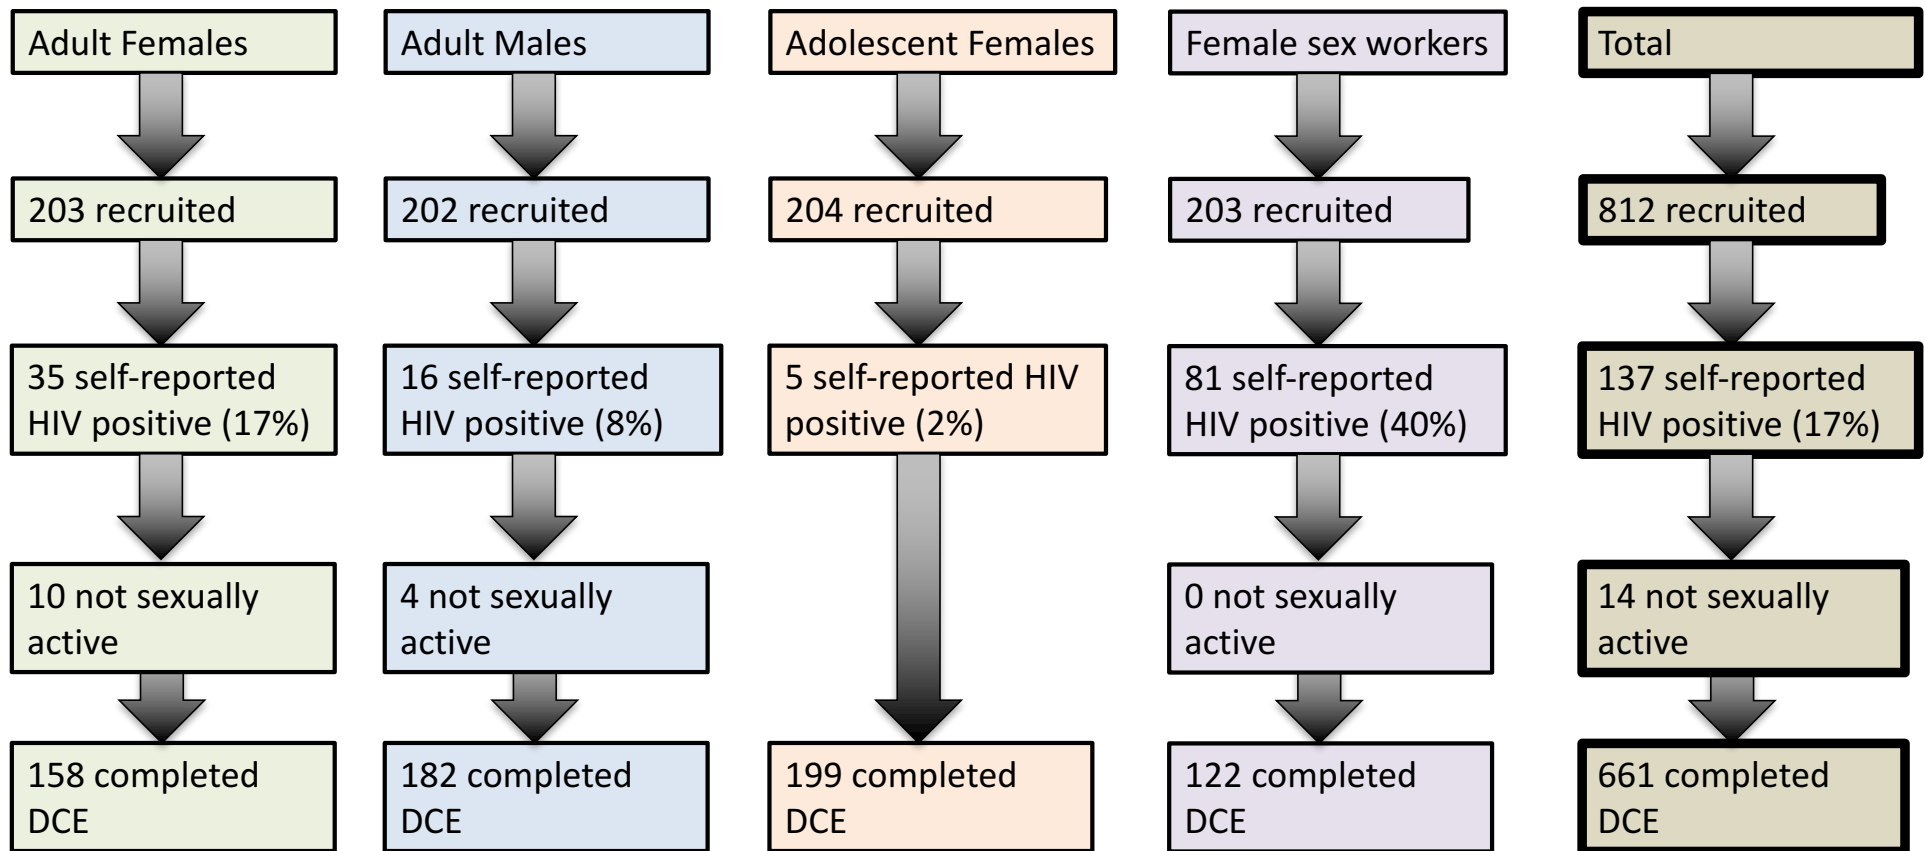 Adult Females
Adult Males
Adolescent Females
Female sex workers
Total
203 recruited
202 recruited
204 recruited
203 recruited
812 recruited
35 self-reported
HIV positive (17%)
16 self-reported
HIV positive (8%)
5 self-reported HIV
positive (2%)
81 self-reported
HIV positive (40%)
137 self-reported
HIV positive (17%)
10 not sexually
active
4 not sexually
active
0 not sexually
active
14 not sexually
active
158 completed
DCE
182 completed
DCE
199 completed
DCE
122 completed
DCE
661 completed
DCE